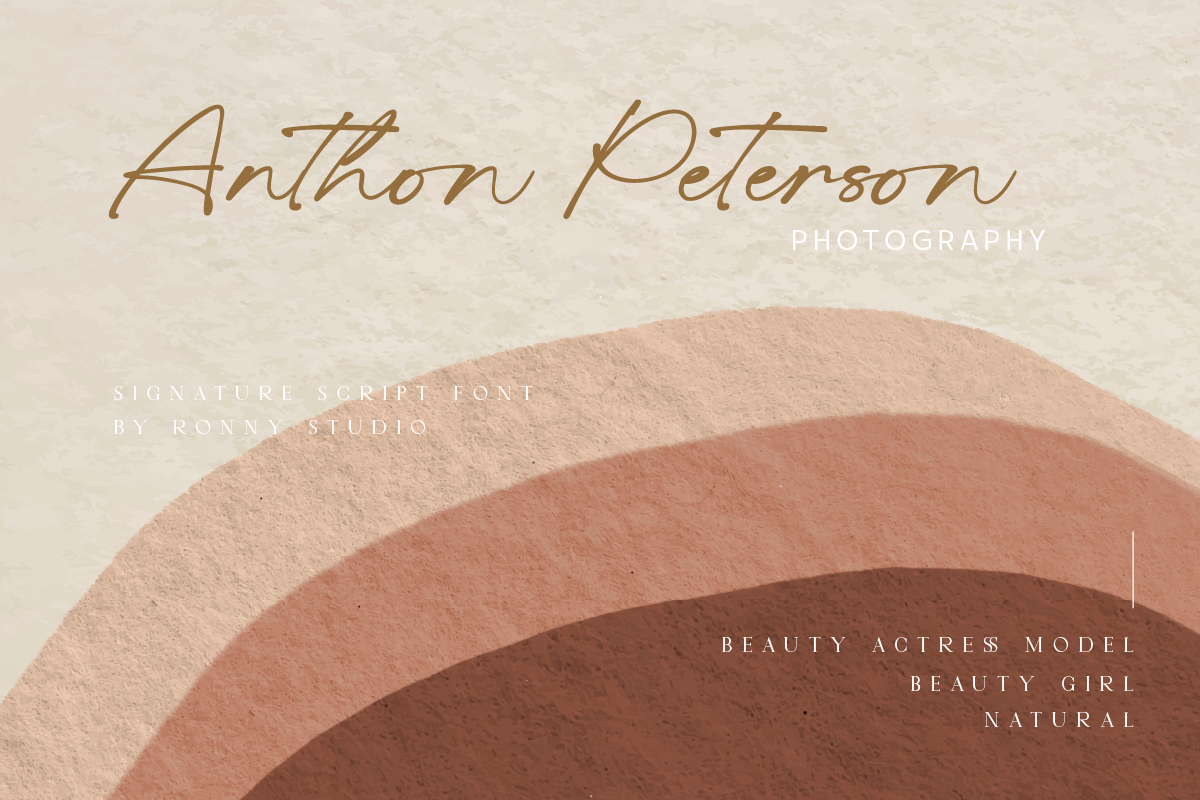 Anthon Peterson
PHOTOGRAPHY
SIGNATURE SCRIPT FONT
BY RONNY STUDIO
BEAUTY ACTRESS MODEL
BEAUTY GIRL
NATURAL